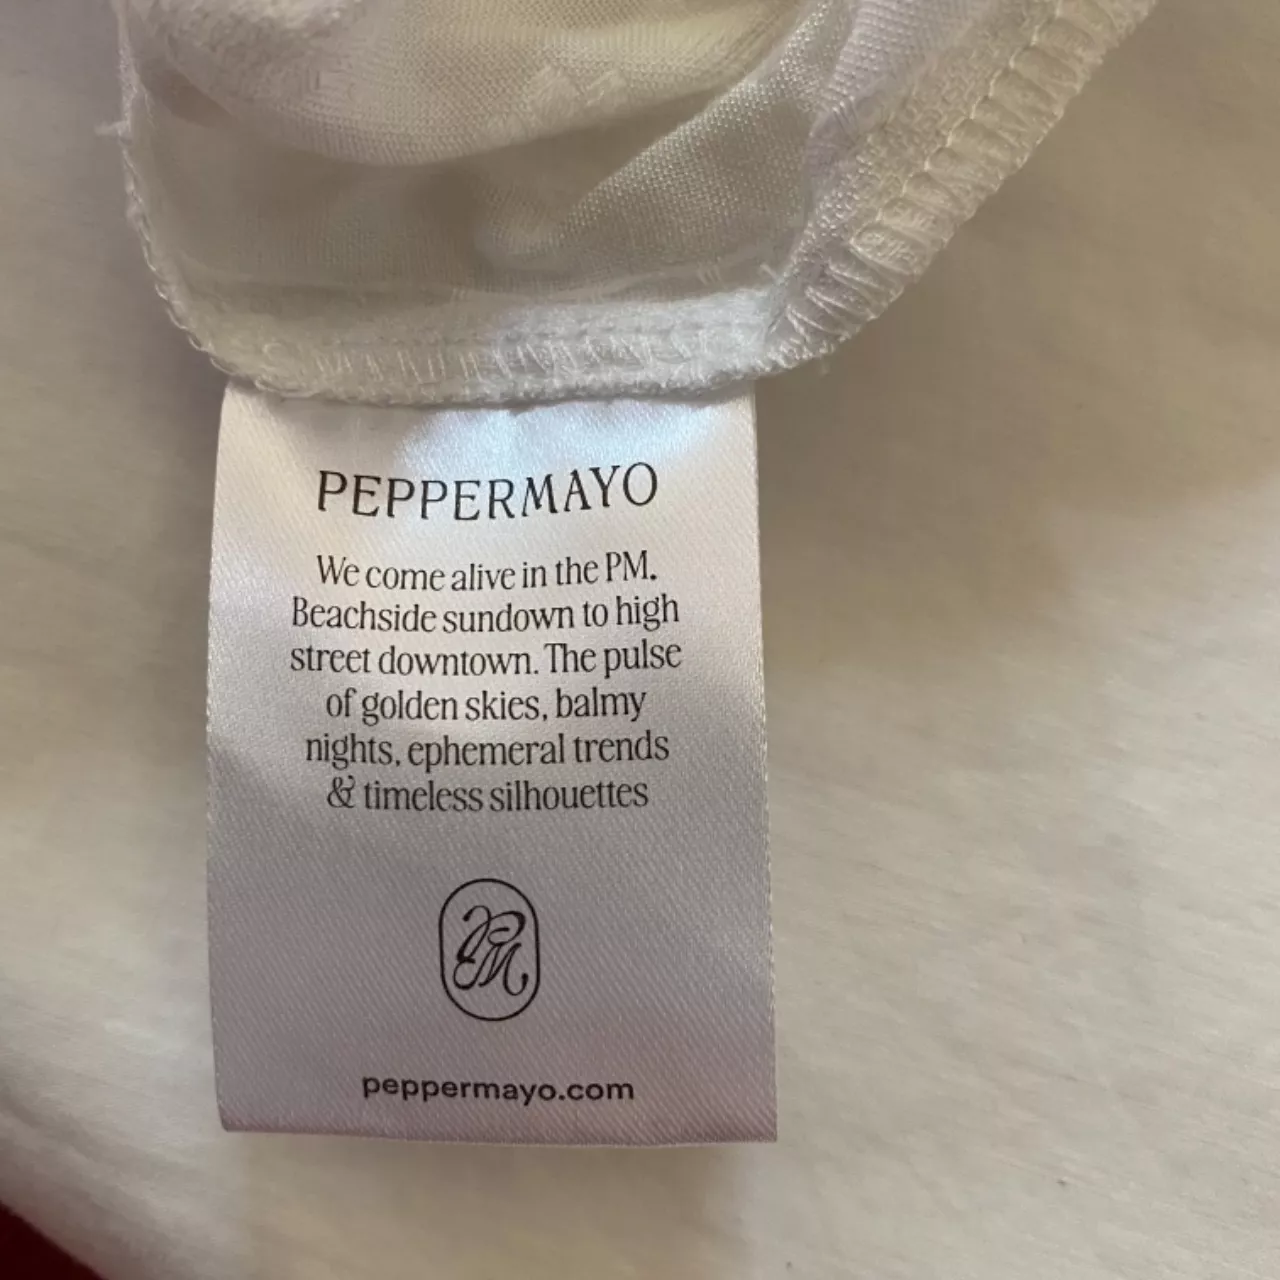 PEPPERMAYO
We come alive in the PM.
Beachside sundown to high
street downtown. The pulse
of golden skies, balmy
nights, ephemeral trends
& timeless silhouettes
PM
peppermayo.com